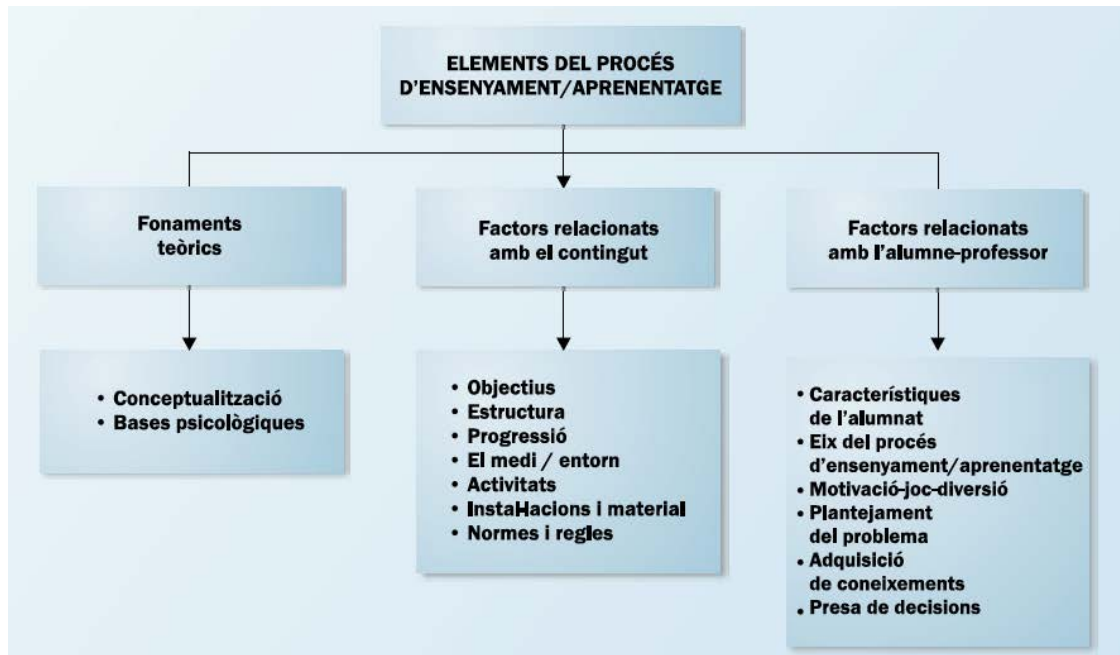 ELEMENTS DEL PROCÉS
D'ENSENYAMENT/APRENENTATGE
Fonaments
teòrics
Factors relacionats
amb el contingut
Factors relacionats
amb l'alumne-professor
• Conceptualització
• Bases psicològiques
• Objectius
• Estructura
• Progressió
• El medi / entorn
• Activitats
• Instaŀlacions i material
• Normes i regles
• Característiques
de l'alumnat
• Eix del procés
d'ensenyament/aprenentatge
• Motivació-joc-diversió
• Plantejament
del problema
• Adquisició
de coneixements
• Presa de decisions